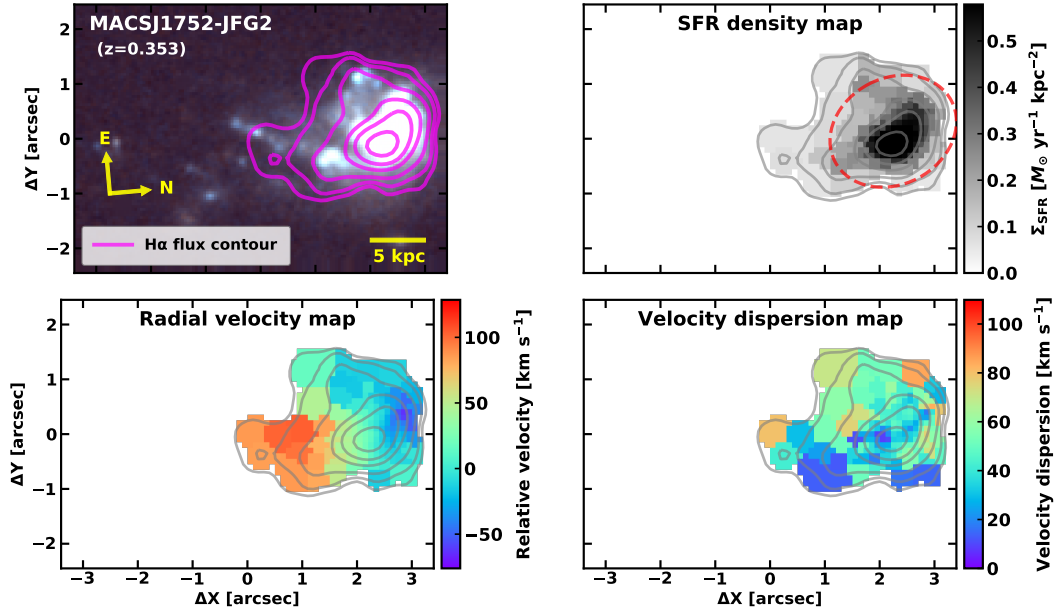 MACSJ1752-JFG2
(z=0.353)
E
N
Hα flux contour
5 kpc
ΔY [arcsec]
2
1
0
−1
−2
SFR density map
0.5
0.4
0.3
0.2
0.1
0.0
Σ_SFR [M⊙ yr⁻¹ kpc⁻²]
Radial velocity map
ΔY [arcsec]
2
1
0
−1
−2
−3 −2 −1 0 1 2 3
ΔX [arcsec]
100
50
0
−50
Relative velocity [km s⁻¹]
Velocity dispersion map
−3 −2 −1 0 1 2 3
ΔX [arcsec]
100
80
60
40
20
0
Velocity dispersion [km s⁻¹]